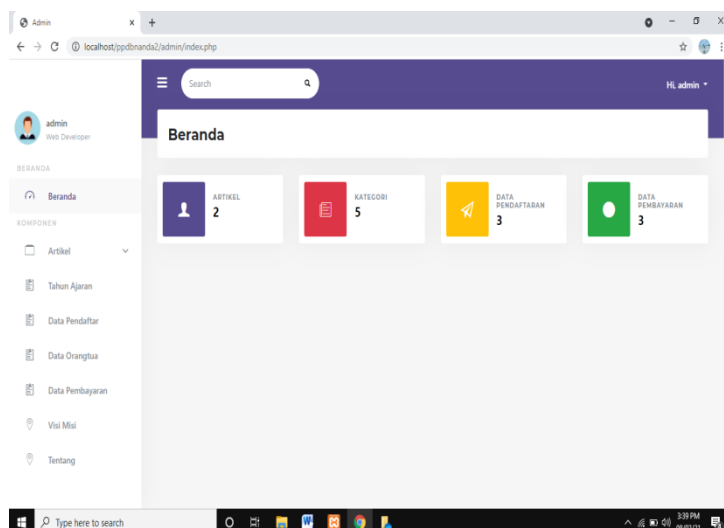 Admin
localhost/ppdbnanda2/admin/index.php
Search
Hi, admin
admin
Web Developer
Beranda
BERANDA
Beranda
ARTIKEL
2
KATEGORI
5
DATA
PENDAFTARAN
3
DATA
PEMBAYARAN
3
KOMPONEN
Artikel
Tahun Ajaran
Data Pendaftar
Data Orangtua
Data Pembayaran
Visi Misi
Tentang
Type here to search
3:39 PM